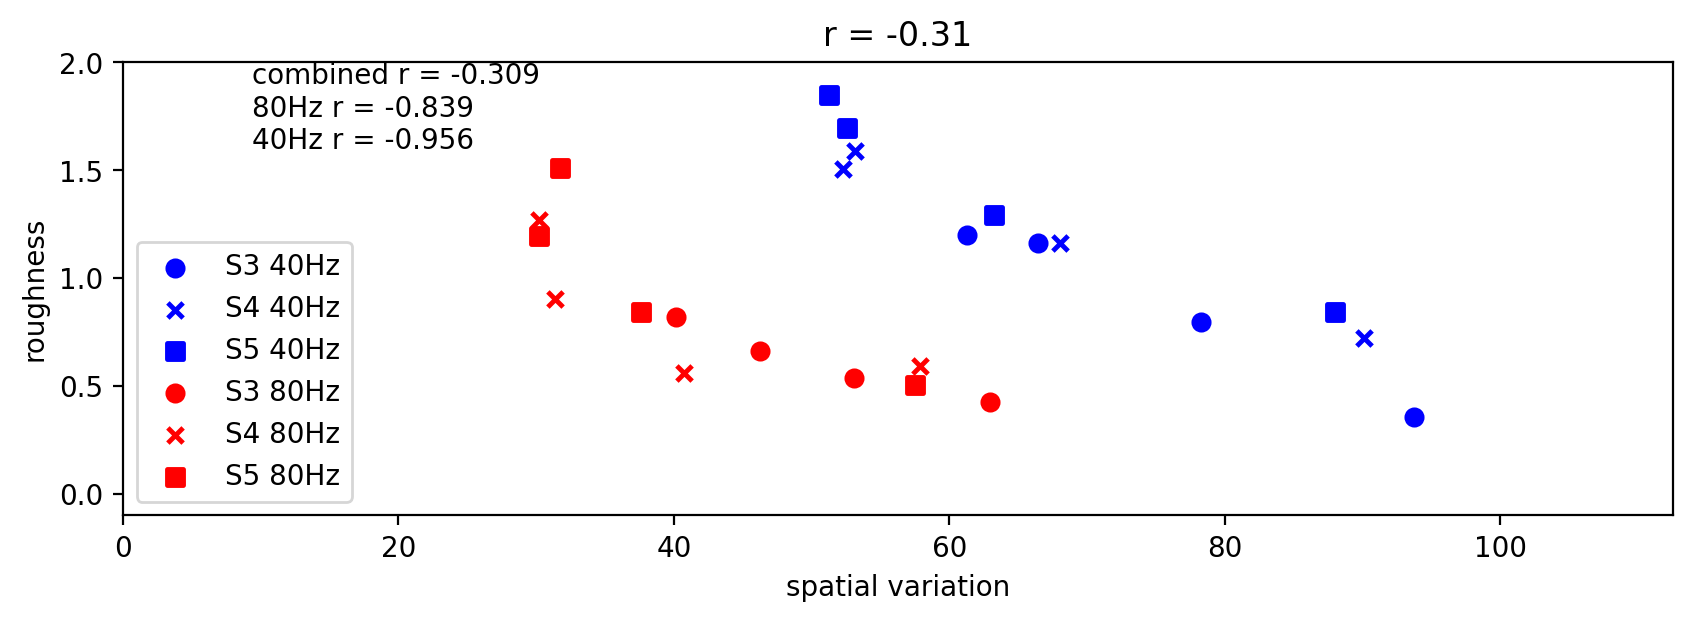 r = -0.31
combined r = -0.309
80Hz r = -0.839
40Hz r = -0.956
2.0
1.5
1.0
0.5
0.0
roughness
S3 40Hz
S4 40Hz
S5 40Hz
S3 80Hz
S4 80Hz
S5 80Hz
0 20 40 60 80 100
spatial variation